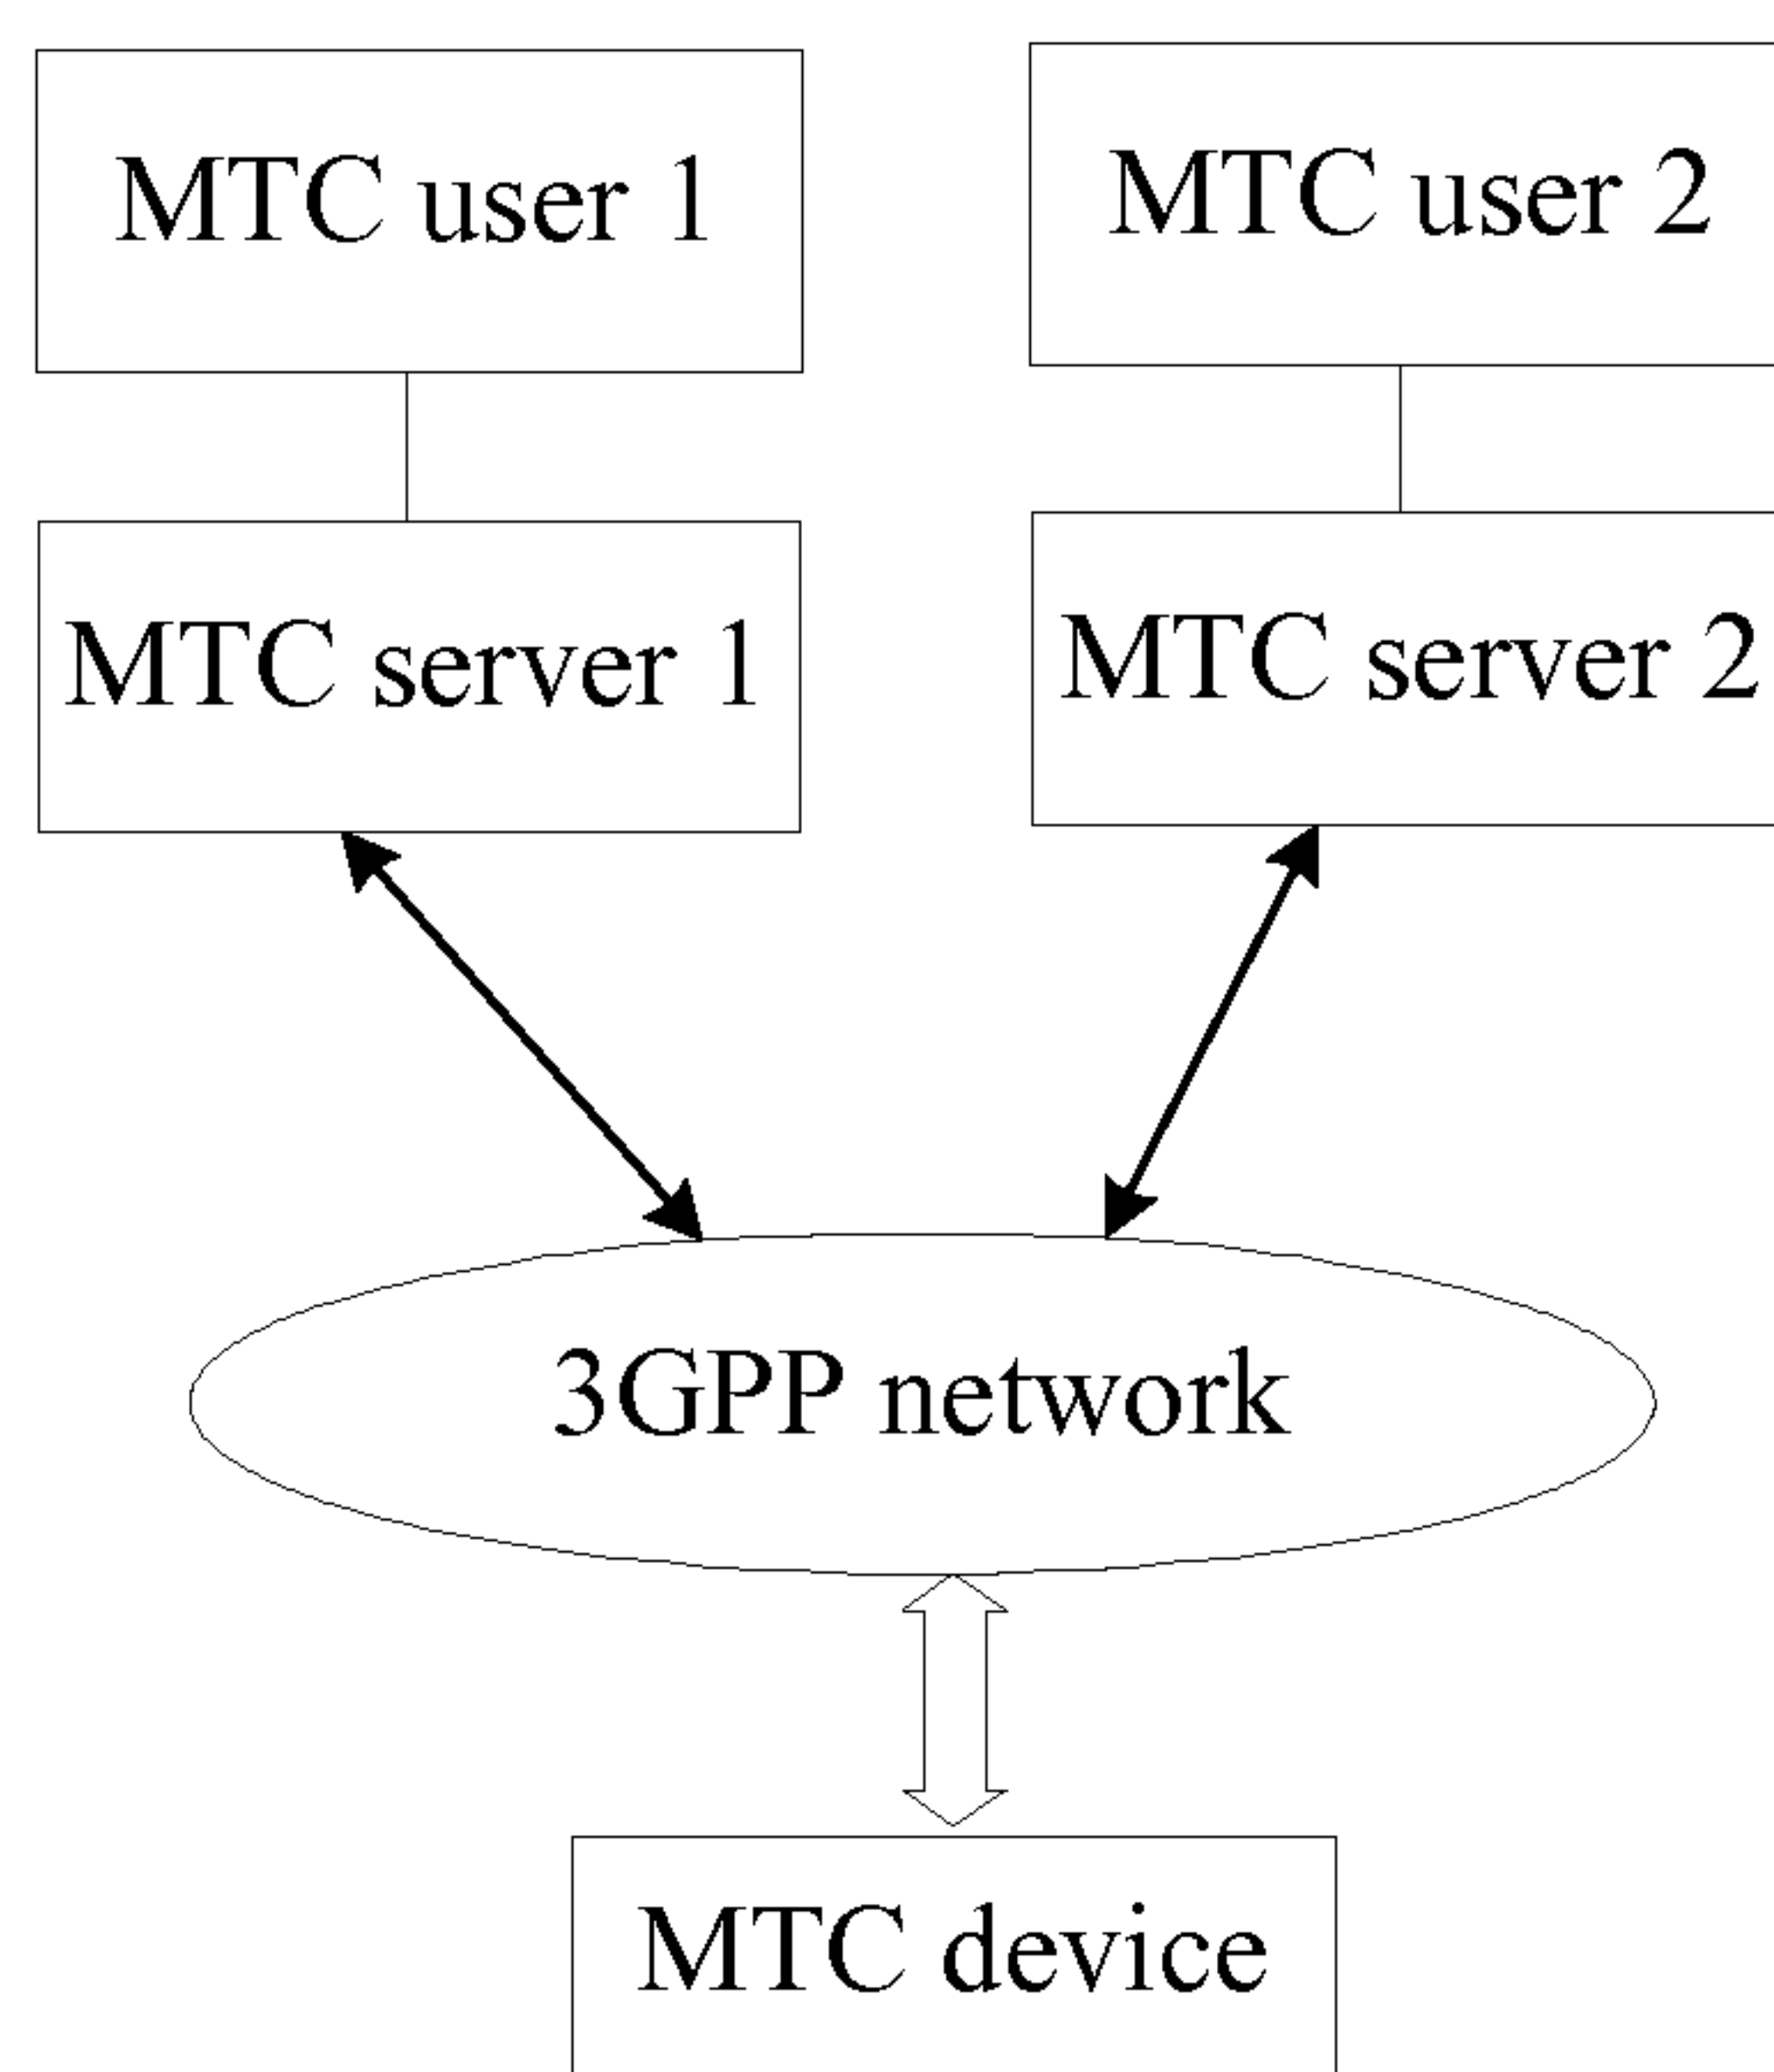 MTC user 1
MTC user 2
MTC server 1
MTC server 2
3GPP network
MTC device